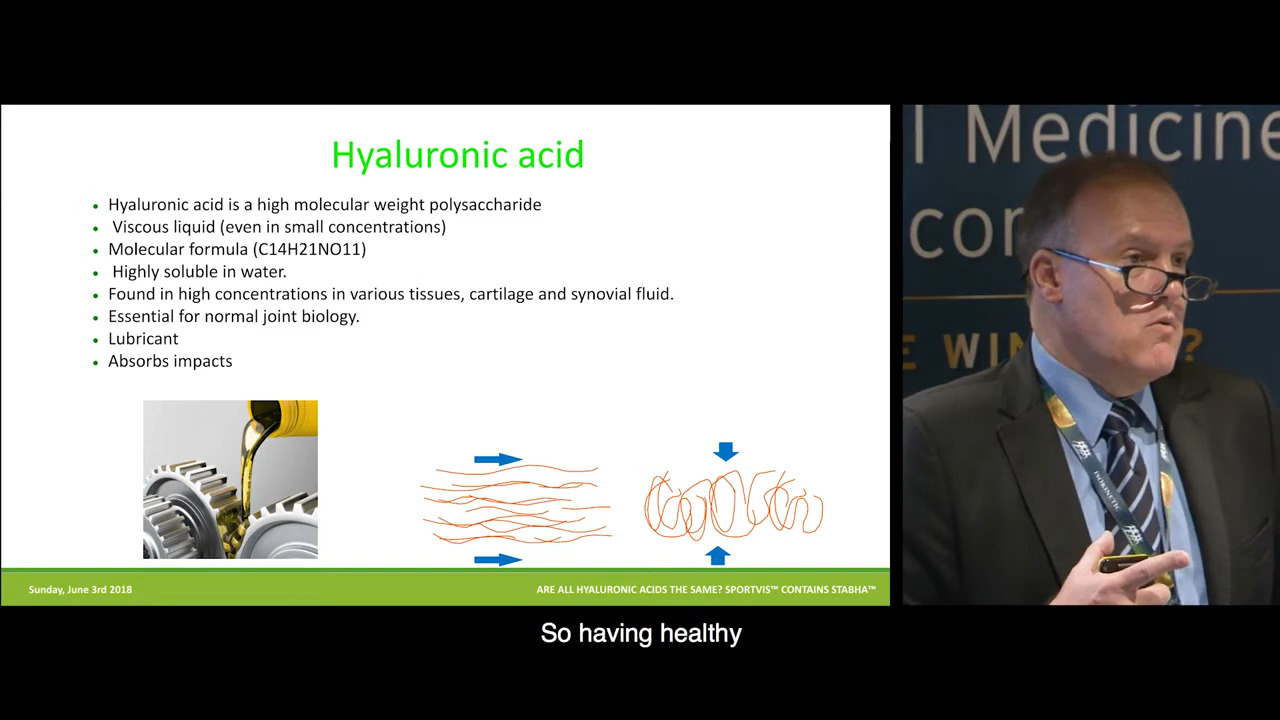 Hyaluronic acid
• Hyaluronic acid is a high molecular weight polysaccharide
• Viscous liquid (even in small concentrations)
• Molecular formula (C14H21NO11)
• Highly soluble in water.
• Found in high concentrations in various tissues, cartilage and synovial fluid.
• Essential for normal joint biology.
• Lubricant
• Absorbs impacts
Sunday, June 3rd 2018
ARE ALL HYALURONIC ACIDS THE SAME? SPORTVIS™ CONTAINS STABHA™
Medicine
WIN
?
ISOKINETIC
So having healthy